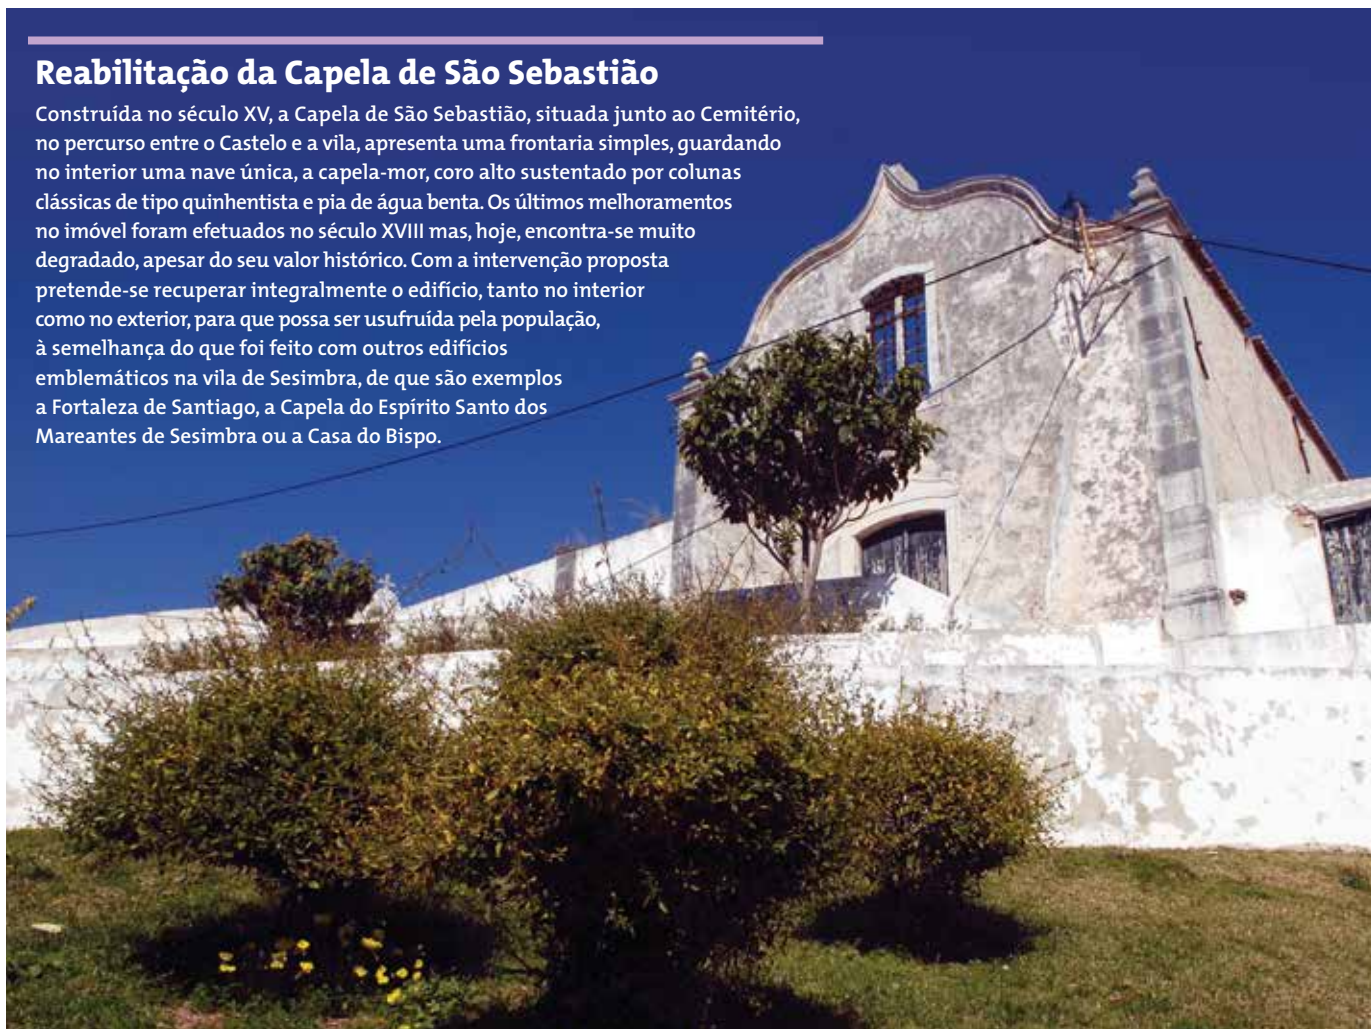 Reabilitação da Capela de São Sebastião
Construída no século XV, a Capela de São Sebastião, situada junto ao Cemitério,
no percurso entre o Castelo e a vila, apresenta uma frontaria simples, guardando
no interior uma nave única, a capela-mor, coro alto sustentado por colunas
clássicas de tipo quinhentista e pia de água benta. Os últimos melhoramentos
no imóvel foram efetuados no século XVIII mas, hoje, encontra-se muito
degradado, apesar do seu valor histórico. Com a intervenção proposta
pretende-se recuperar integralmente o edifício, tanto no interior
como no exterior, para que possa ser usufruída pela população,
à semelhança do que foi feito com outros edifícios
emblemáticos na vila de Sesimbra, de que são exemplos
a Fortaleza de Santiago, a Capela do Espírito Santo dos
Mareantes de Sesimbra ou a Casa do Bispo.